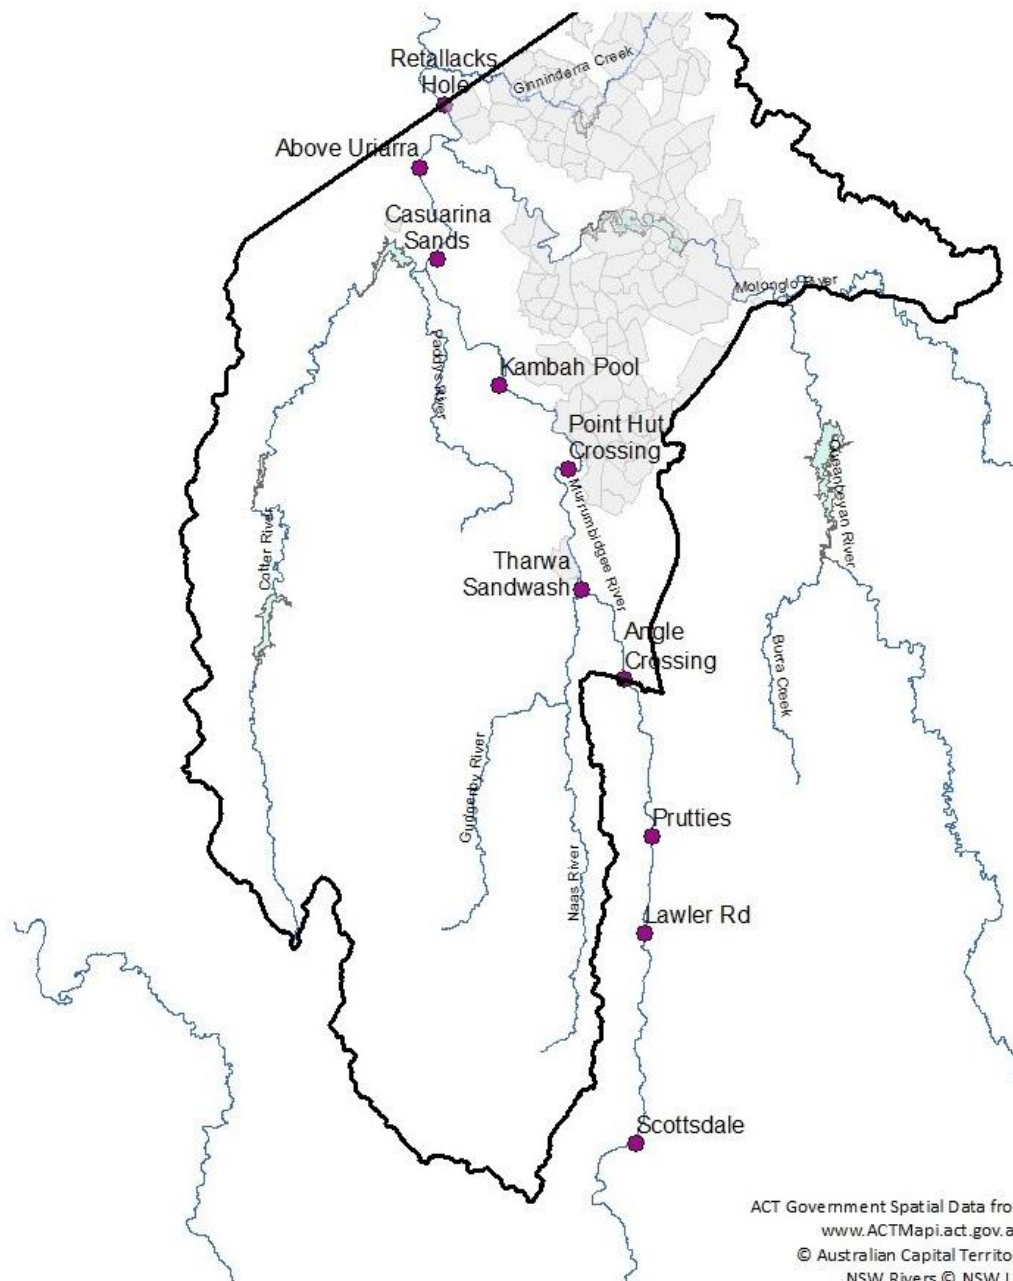 Retallacks
Hole
Ginninderra Creek
Above Uriarra
Casuarina
Sands
Molonglo River
Paddys River
Kambah Pool
Point Hut
Crossing
Queanbeyan River
Cotter River
Murrumbidgee River
Tharwa
Sandwash
Angle
Crossing
Burra Creek
Gudgenby River
Prutties
Naas River
Lawler Rd
Scottsdale
ACT Government Spatial Data fro
www.ACTMapi.act.gov.a
© Australian Capital Territo
NSW Rivers © NSW L